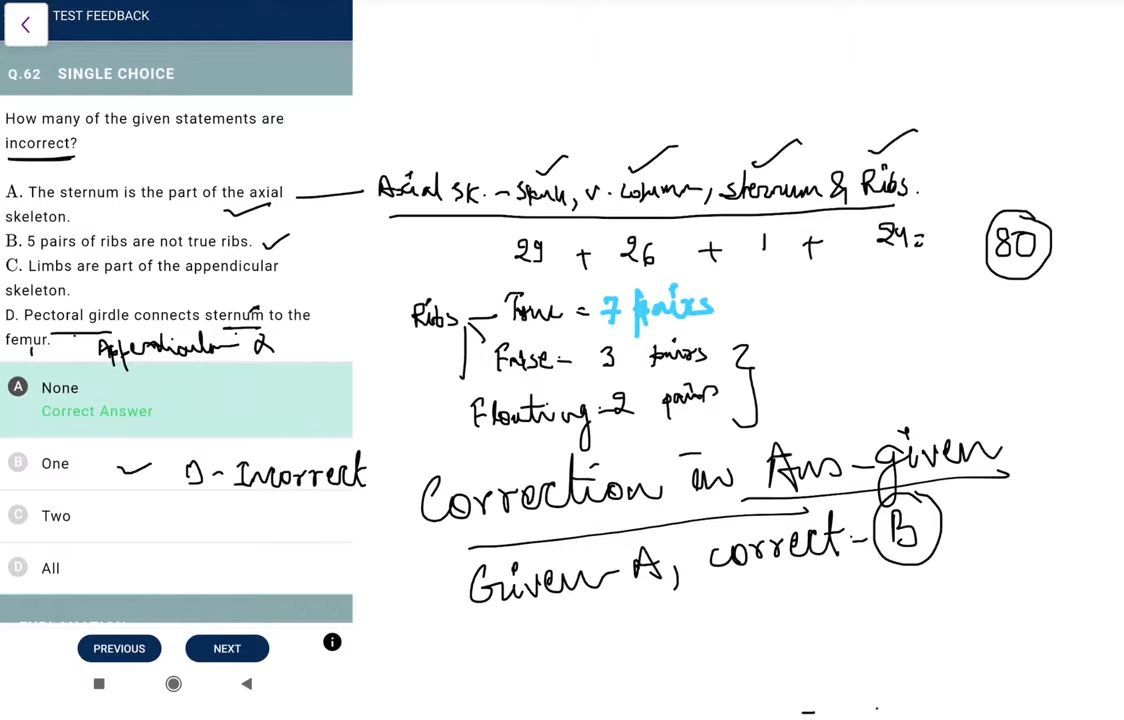 TEST FEEDBACK
Q.62 SINGLE CHOICE
How many of the given statements are
incorrect?
A. The sternum is the part of the axial
skeleton.
B. 5 pairs of ribs are not true ribs.
C. Limbs are part of the appendicular
skeleton.
D. Pectoral girdle connects sternum to the
femur.
A None
Correct Answer
B One
C Two
D All
PREVIOUS NEXT
Axial sk. - Skull, v. column, sternum & Ribs.
29 + 26 + 1 + 24 = 80
Ribs - True = 7 pairs
False - 3 pairs
Floating - 2 pairs
D - Incorrect
Correction in Ans - given
Given - A, correct - B